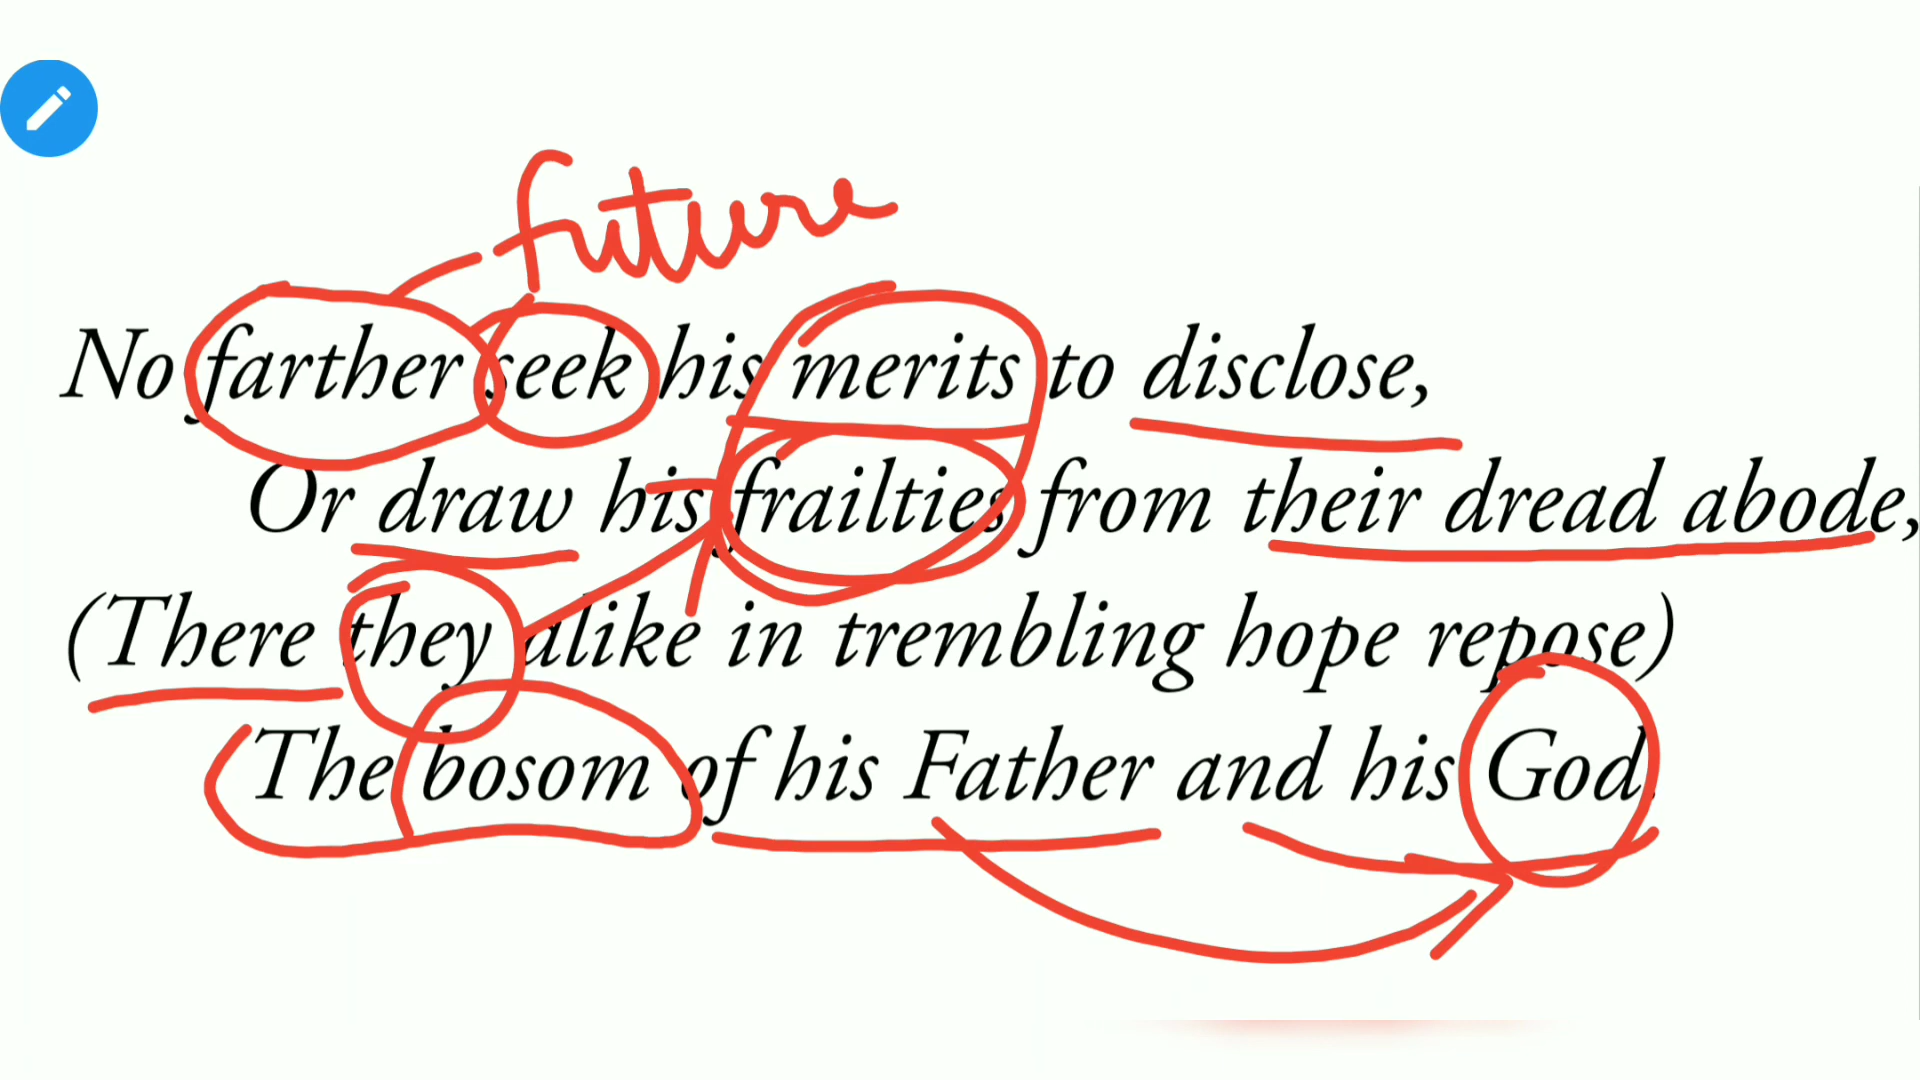 future
No farther seek his merits to disclose,
Or draw his frailties from their dread abode,
(There they alike in trembling hope repose)
The bosom of his Father and his God.